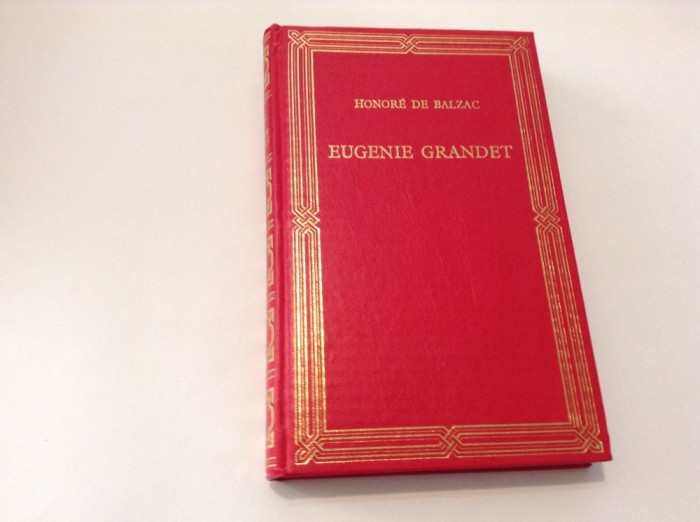 HONORÉ DE BALZAC
EUGENIE GRANDET